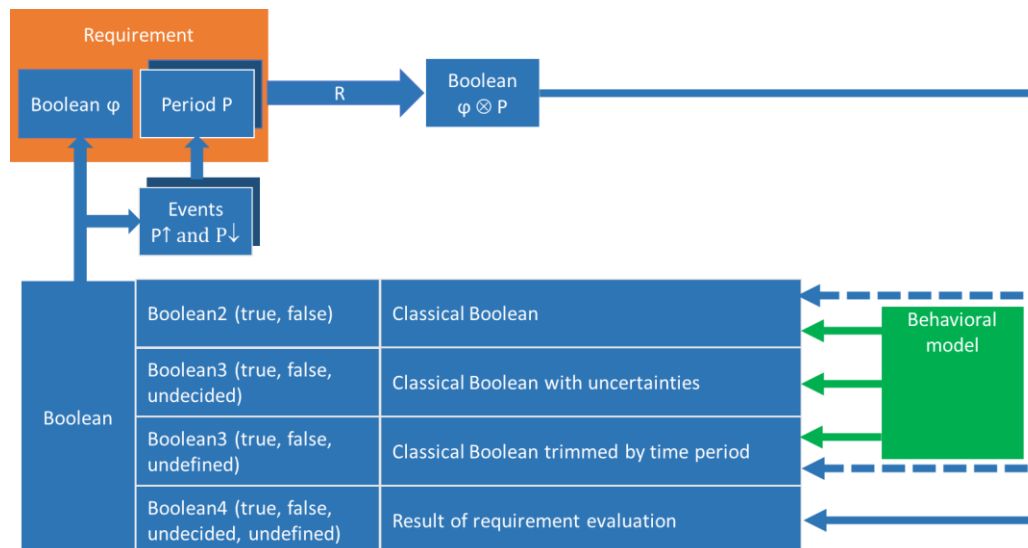 Requirement
Boolean φ
Period P
R
Boolean
φ ⊗ P
Events
P↑ and P↓
Boolean
Boolean2 (true, false)
Classical Boolean
Boolean3 (true, false,
undecided)
Classical Boolean with uncertainties
Boolean3 (true, false,
undefined)
Classical Boolean trimmed by time period
Boolean4 (true, false,
undecided, undefined)
Result of requirement evaluation
Behavioral
model